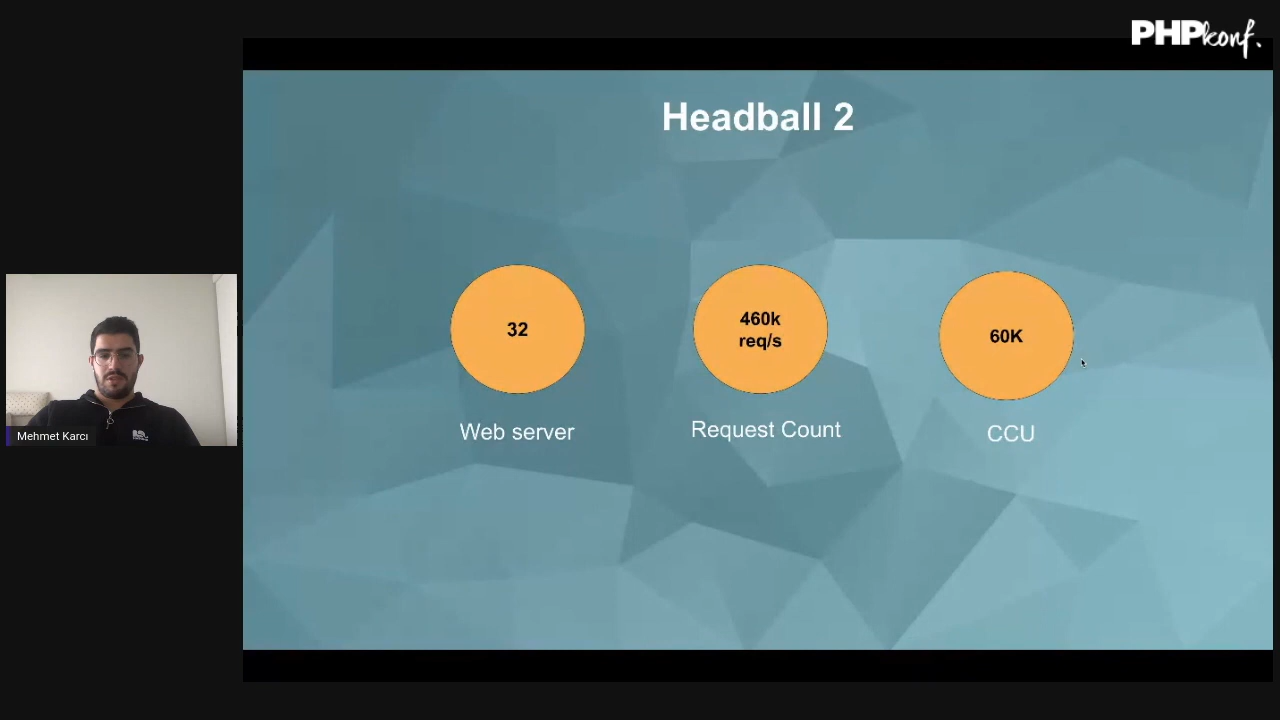 PHPkonf.
Headball 2
32
460k
req/s
60K
Web server
Request Count
CCU
Mehmet Karcı